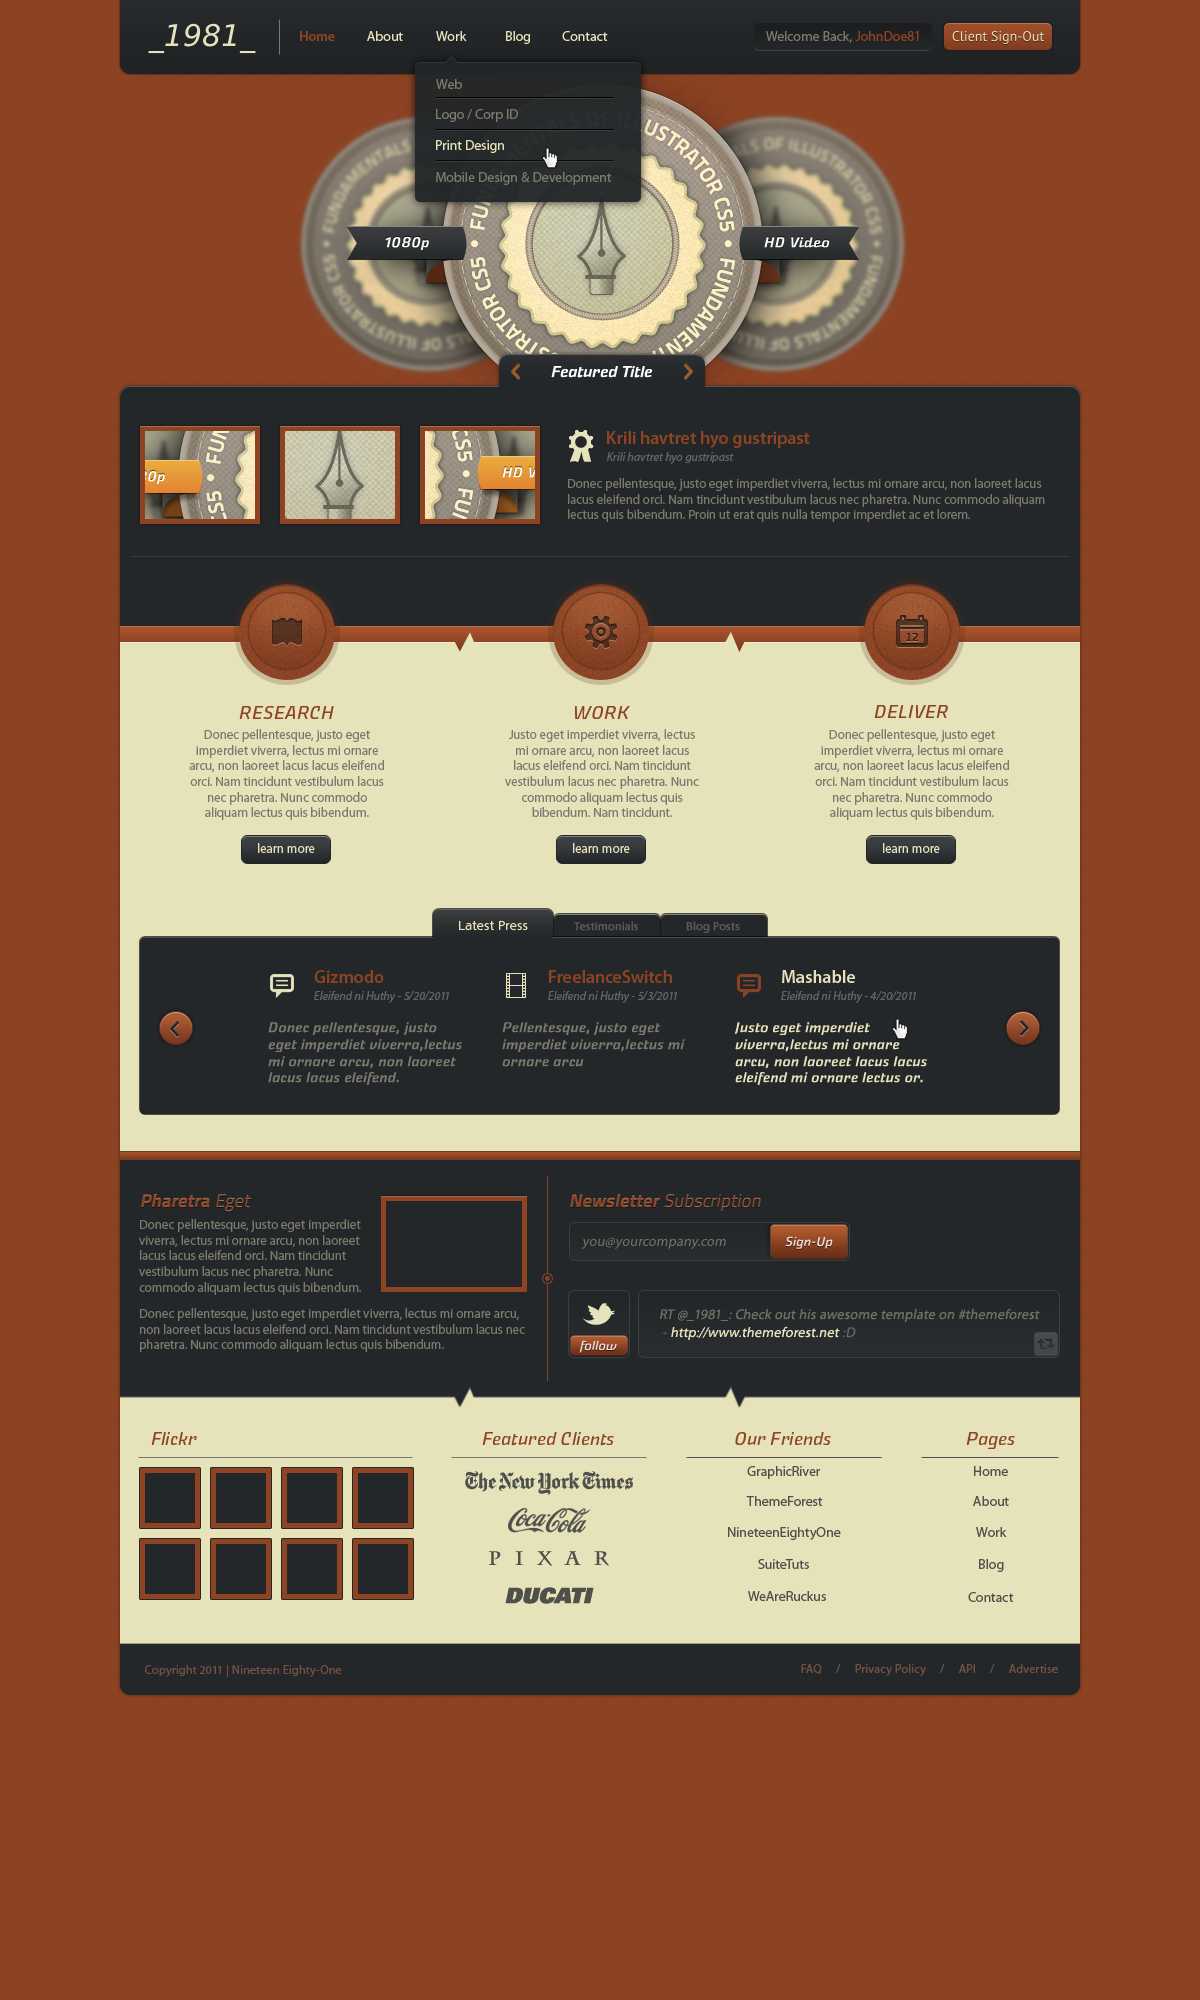 _1981_
Home About Work Blog Contact
Welcome Back, JohnDoe81
Client Sign-Out
Web
Logo / Corp ID
Print Design
Mobile Design & Development
FUNDAMENTALS OF ILLUSTRATOR CS5
1080p
HD Video
Featured Title
Krili havtret hyo gustripast
Krili havtret hyo gustripast
Donec pellentesque, justo eget imperdiet viverra, lectus mi ornare arcu, non laoreet lacus
lacus eleifend orci. Nam tincidunt vestibulum lacus nec pharetra. Nunc commodo aliquam
lectus quis bibendum. Proin ut erat quis nulla tempor imperdiet ac et lorem.
12
RESEARCH
Donec pellentesque, justo eget
imperdiet viverra, lectus mi ornare
arcu, non laoreet lacus lacus eleifend
orci. Nam tincidunt vestibulum lacus
nec pharetra. Nunc commodo
aliquam lectus quis bibendum.
learn more
WORK
Justo eget imperdiet viverra, lectus
mi ornare arcu, non laoreet lacus
lacus eleifend orci. Nam tincidunt
vestibulum lacus nec pharetra. Nunc
commodo aliquam lectus quis
bibendum. Nam tincidunt.
learn more
DELIVER
Donec pellentesque, justo eget
imperdiet viverra, lectus mi ornare
arcu, non laoreet lacus lacus eleifend
orci. Nam tincidunt vestibulum lacus
nec pharetra. Nunc commodo
aliquam lectus quis bibendum.
learn more
Latest Press Testimonials Blog Posts
Gizmodo
Eleifend ni Huthy - 5/20/2011
Donec pellentesque, justo
eget imperdiet viverra,lectus
mi ornare arcu, non laoreet
lacus lacus eleifend.
FreelanceSwitch
Eleifend ni Huthy - 5/3/2011
Pellentesque, justo eget
imperdiet viverra,lectus mi
ornare arcu
Mashable
Eleifend ni Huthy - 4/20/2011
Justo eget imperdiet
viverra,lectus mi ornare
arcu, non laoreet lacus lacus
eleifend mi ornare lectus or.
Pharetra Eget
Donec pellentesque, justo eget imperdiet
viverra, lectus mi ornare arcu, non laoreet
lacus lacus eleifend orci. Nam tincidunt
vestibulum lacus nec pharetra. Nunc
commodo aliquam lectus quis bibendum.
Donec pellentesque, justo eget imperdiet viverra, lectus mi ornare arcu,
non laoreet lacus lacus eleifend orci. Nam tincidunt vestibulum lacus nec
pharetra. Nunc commodo aliquam lectus quis bibendum.
Newsletter Subscription
you@yourcompany.com
Sign-Up
follow
RT @_1981_: Check out his awesome template on #themeforest
- http://www.themeforest.net :D
Flickr
Featured Clients
The New York Times
Coca-Cola
PIXAR
DUCATI
Our Friends
GraphicRiver
ThemeForest
NineteenEightyOne
SuiteTuts
WeAreRuckus
Pages
Home
About
Work
Blog
Contact
Copyright 2011 | Nineteen Eighty-One
FAQ / Privacy Policy / API / Advertise